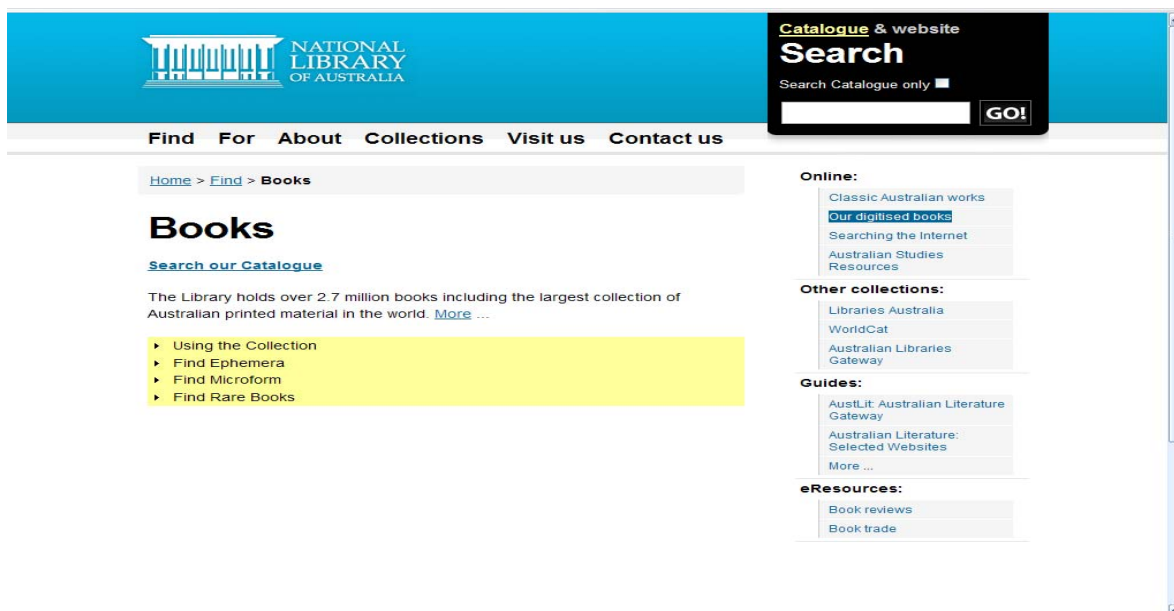 NATIONAL
LIBRARY
OF AUSTRALIA
Catalogue & website
Search
Search Catalogue only
GO!
Find For About Collections Visit us Contact us
Home > Find > Books
Books
Search our Catalogue
The Library holds over 2.7 million books including the largest collection of
Australian printed material in the world. More ...
Using the Collection
Find Ephemera
Find Microform
Find Rare Books
Online:
Classic Australian works
Our digitised books
Searching the Internet
Australian Studies
Resources
Other collections:
Libraries Australia
WorldCat
Australian Libraries
Gateway
Guides:
AustLit: Australian Literature
Gateway
Australian Literature:
Selected Websites
More ...
eResources:
Book reviews
Book trade